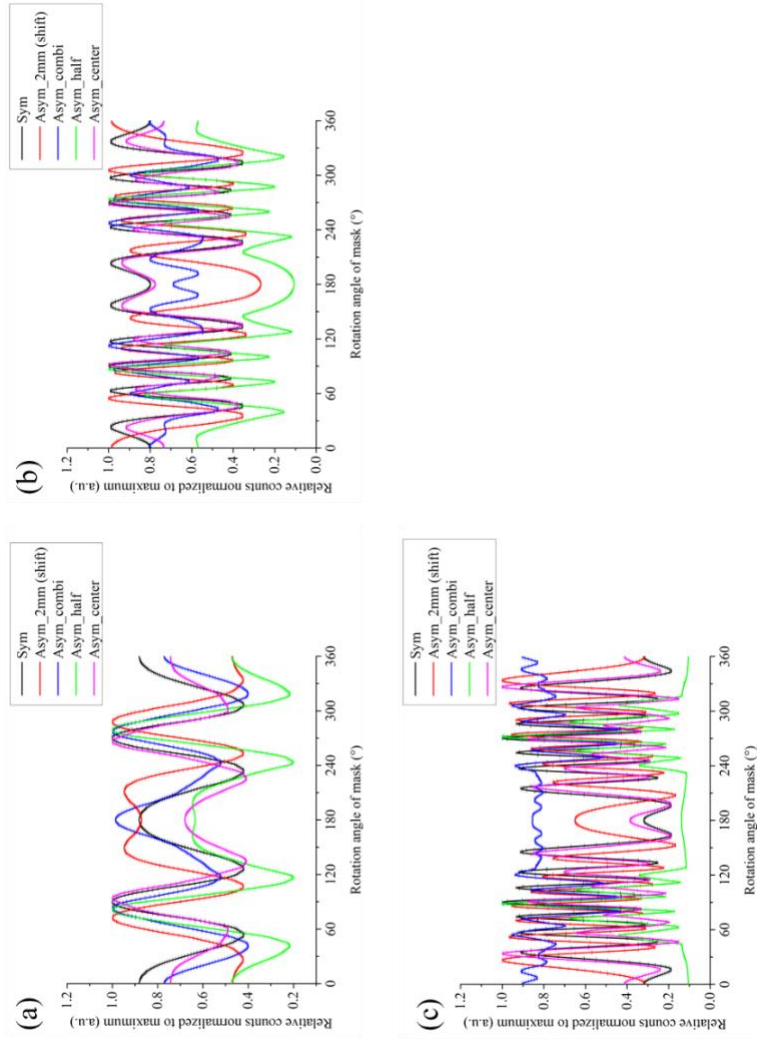 (a)
Relative counts normalized to maximum (a.u.)
1.0
0.8
0.6
0.4
0.2
0
60
120
180
240
300
360
Rotation angle of mask (°)
Sym
Asym_2mm (shift)
Asym_combi
Asym_half
Asym_center
(b)
Relative counts normalized to maximum (a.u.)
1.2
1.0
0.8
0.6
0.4
0.2
0.0
0
60
120
180
240
300
360
Rotation angle of mask (°)
Sym
Asym_2mm (shift)
Asym_combi
Asym_half
Asym_center
(c)
Relative counts normalized to maximum (a.u.)
1.2
1.0
0.8
0.6
0.4
0.2
0.0
0
60
120
180
240
300
360
Rotation angle of mask (°)
Sym
Asym_2mm (shift)
Asym_combi
Asym_half
Asym_center